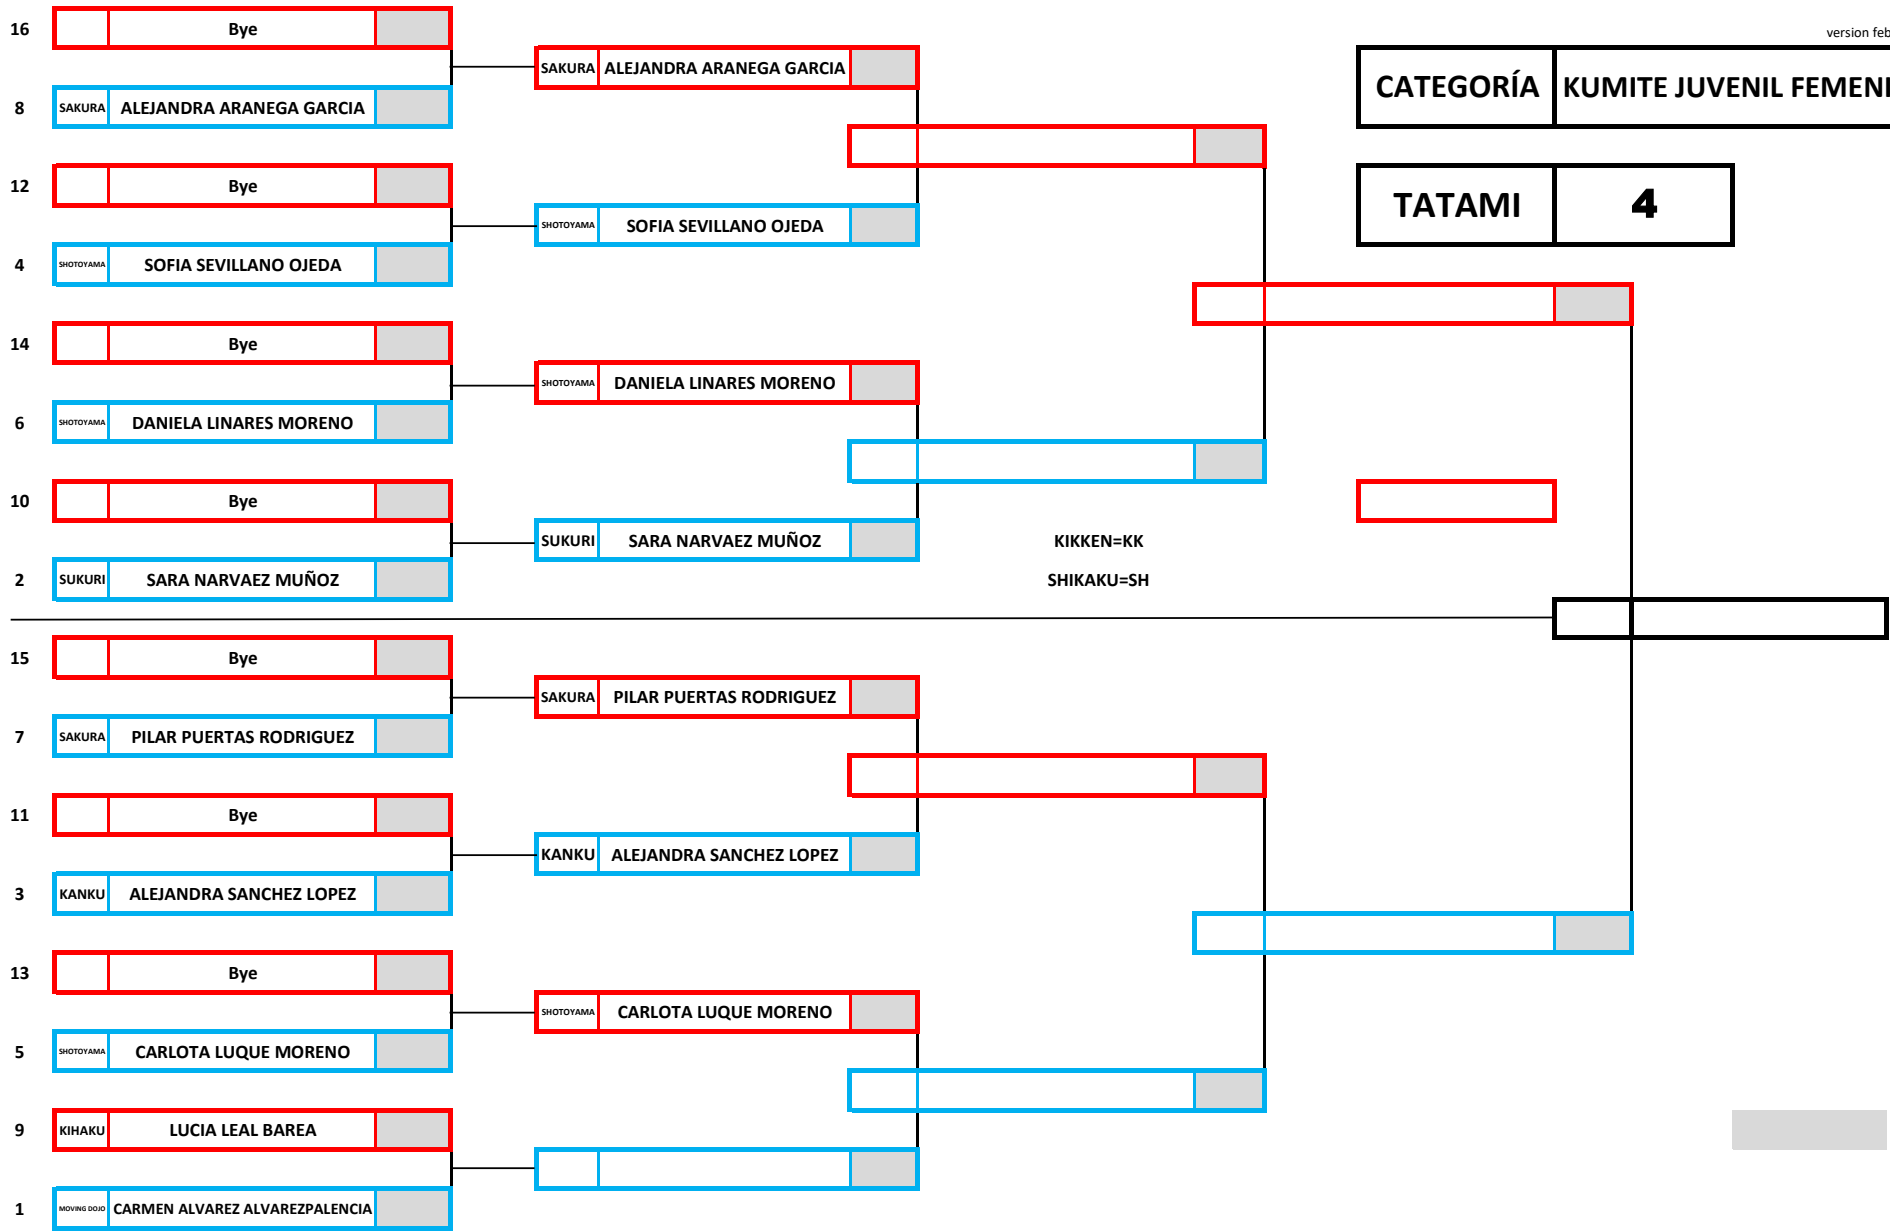 version feb
16 Bye
SAKURA ALEJANDRA ARANEGA GARCIA
CATEGORÍA KUMITE JUVENIL FEMENI
8 SAKURA ALEJANDRA ARANEGA GARCIA
12 Bye
TATAMI 4
SHOTOYAMA SOFIA SEVILLANO OJEDA
4 SHOTOYAMA SOFIA SEVILLANO OJEDA
14 Bye
SHOTOYAMA DANIELA LINARES MORENO
6 SHOTOYAMA DANIELA LINARES MORENO
10 Bye
SUKURI SARA NARVAEZ MUÑOZ
KIKKEN=KK
2 SUKURI SARA NARVAEZ MUÑOZ
SHIKAKU=SH
15 Bye
SAKURA PILAR PUERTAS RODRIGUEZ
7 SAKURA PILAR PUERTAS RODRIGUEZ
11 Bye
KANKU ALEJANDRA SANCHEZ LOPEZ
3 KANKU ALEJANDRA SANCHEZ LOPEZ
13 Bye
SHOTOYAMA CARLOTA LUQUE MORENO
5 SHOTOYAMA CARLOTA LUQUE MORENO
9 KIHAKU LUCIA LEAL BAREA
1 MOVING DOJO CARMEN ALVAREZ ALVAREZPALENCIA